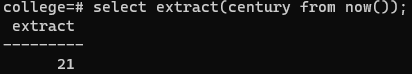 college=# select extract(century from now());
 extract
---------
      21